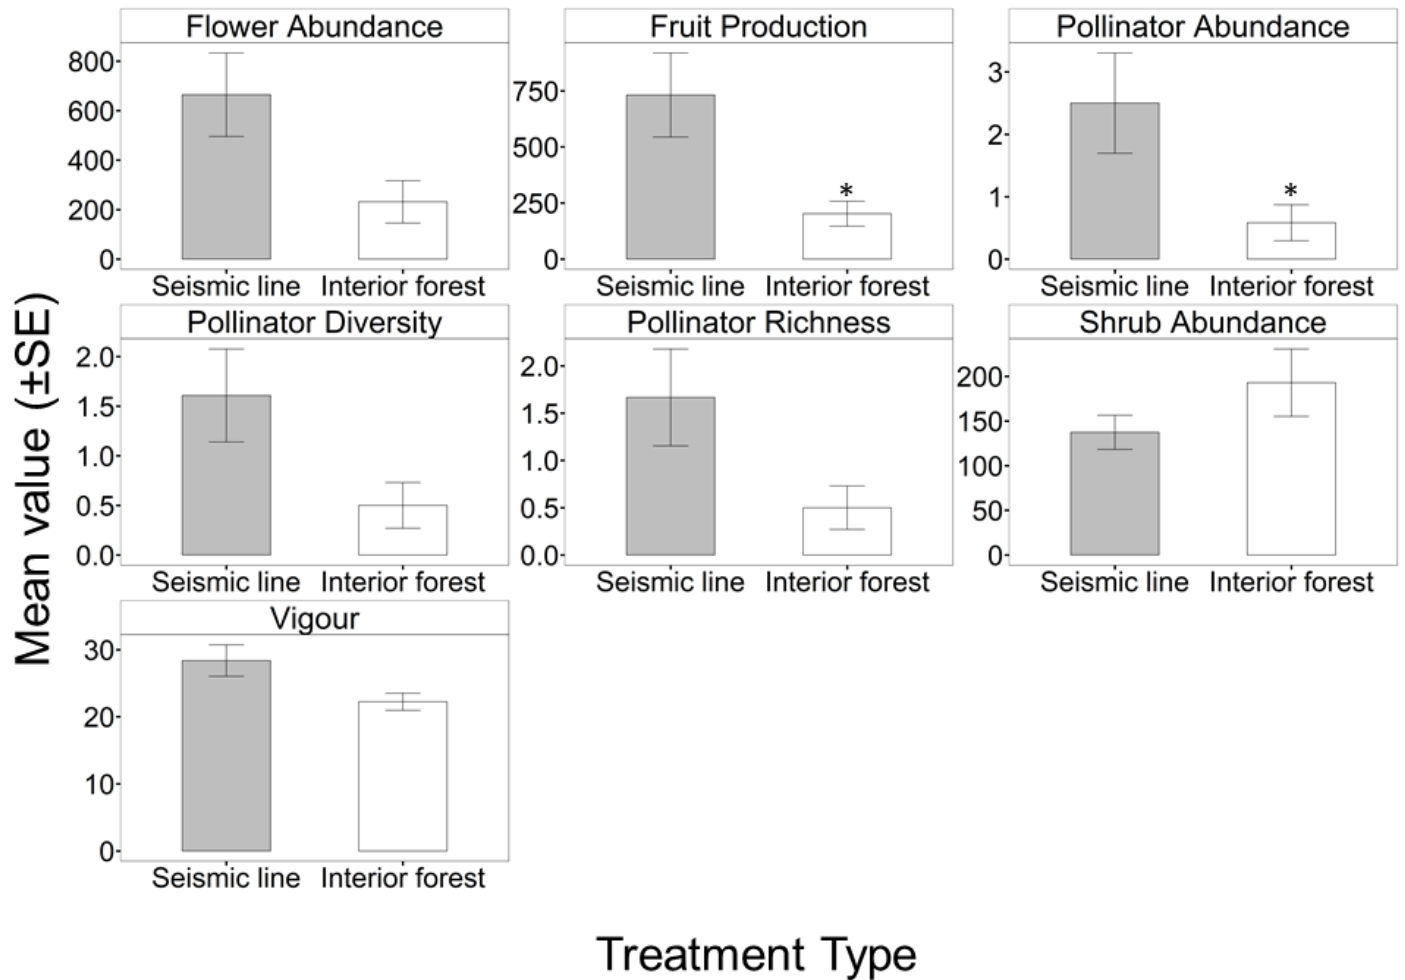 Flower Abundance
Fruit Production
Pollinator Abundance
800
600
400
200
0
750
500
250
0
*
3
2
1
0
*
Seismic line Interior forest
Seismic line Interior forest
Seismic line Interior forest
Mean value (±SE)
Pollinator Diversity
Pollinator Richness
Shrub Abundance
2.0
1.5
1.0
0.5
0.0
2.0
1.5
1.0
0.5
0.0
200
150
100
50
0
Seismic line Interior forest
Seismic line Interior forest
Seismic line Interior forest
Vigour
30
20
10
0
Seismic line Interior forest
Treatment Type